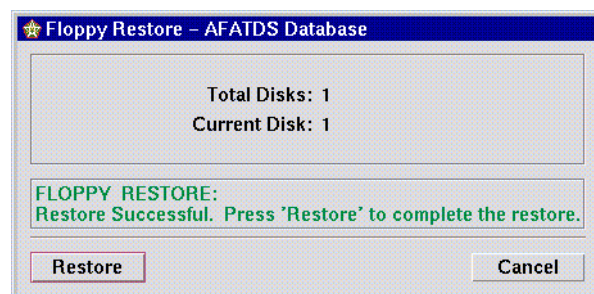 Floppy Restore – AFATDS Database
Total Disks: 1
Current Disk: 1
FLOPPY RESTORE:
Restore Successful. Press 'Restore' to complete the restore.
Restore Cancel